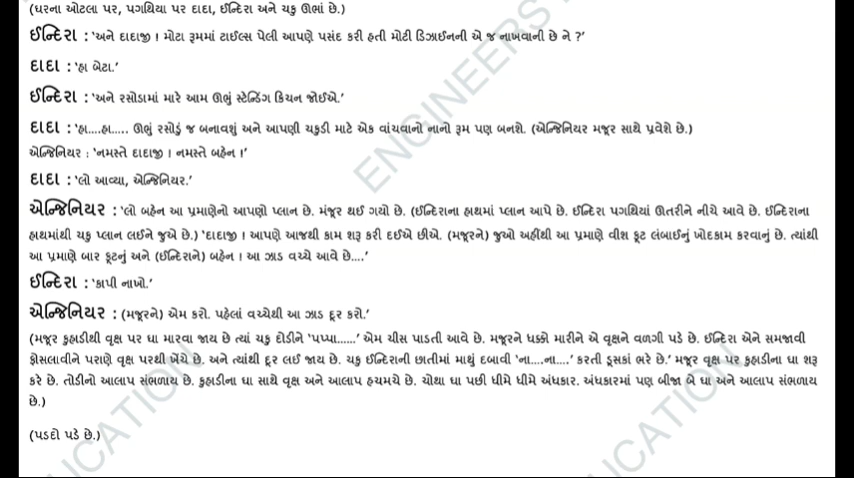 (ઘરના ઓટલા પર, પગથિયા પર દાદા, ઈન્દિરા અને ચકુ ઊભાં છે.)
ઈન્દિરા : ‘અને દાદાજી ! મોટા રૂમમાં ટાઈલ્સ પેલી આપણે પસંદ કરી હતી મોટી ડિઝાઈનની એ જ નાખવાની છે ને ?’
દાદા : ‘હા બેટા.’
ઈન્દિરા : ‘અને રસોડામાં મારે આમ ઊભું સ્ટેન્ડિંગ કિચન જોઈએ.’
દાદા : ‘હા....હા..... ઊભું રસોડું જ બનાવશું અને આપણી ચકુડી માટે એક વાંચવાનો નાનો રૂમ પણ બનશે. (એન્જિનિયર મજૂર સાથે પ્રવેશે છે.)
એન્જિનિયર : ‘નમસ્તે દાદાજી ! નમસ્તે બહેન !’
દાદા : ‘લો આવ્યા, એન્જિનિયર.’
એન્જિનિયર : ‘લો બહેન આ પ્રમાણેનો આપણો પ્લાન છે. મંજૂર થઈ ગયો છે. (ઈન્દિરાના હાથમાં પ્લાન આપે છે. ઈન્દિરા પગથિયાં ઊતરીને નીચે આવે છે. ઈન્દિરાના
હાથમાંથી ચકુ પ્લાન લઈને જુએ છે.) ‘દાદાજી ! આપણે આજથી કામ શરૂ કરી દઈએ છીએ. (મજૂરને) જુઓ અહીંથી આ પ્રમાણે વીશ ફૂટ લંબાઈનું ખોદકામ કરવાનું છે. ત્યાંથી
આ પ્રમાણે બાર ફૂટનું અને (ઈન્દિરાને) બહેન ! આ ઝાડ વચ્ચે આવે છે....’
ઈન્દિરા : ‘કાપી નાખો.’
એન્જિનિયર : (મજૂરને) એમ કરો. પહેલાં વચ્ચેથી આ ઝાડ દૂર કરો.’
(મજૂર કુહાડીથી વૃક્ષ પર ઘા મારવા જાય છે ત્યાં ચકુ દોડીને ‘પપ્પા......’ એમ ચીસ પાડતી આવે છે. મજૂરને ધક્કો મારીને એ વૃક્ષને વળગી પડે છે. ઈન્દિરા એને સમજાવી
ફોસલાવીને પરાણે વૃક્ષ પરથી ખેંચે છે. અને ત્યાંથી દૂર લઈ જાય છે. ચકુ ઈન્દિરાની છાતીમાં માથું દબાવી ‘ના....ના....’ કરતી ડૂસકાં ભરે છે.’ મજૂર વૃક્ષ પર કુહાડીના ઘા શરૂ
કરે છે. તોડીનો આલાપ સંભળાય છે. કુહાડીના ઘા સાથે વૃક્ષ અને આલાપ હચમચે છે. ચોથા ઘા પછી ધીમે ધીમે અંધકાર. અંધકારમાં પણ બીજા બે ઘા અને આલાપ સંભળાય
છે.)
(પડદો પડે છે.)
ENGINEERS
UCATION
UCATION